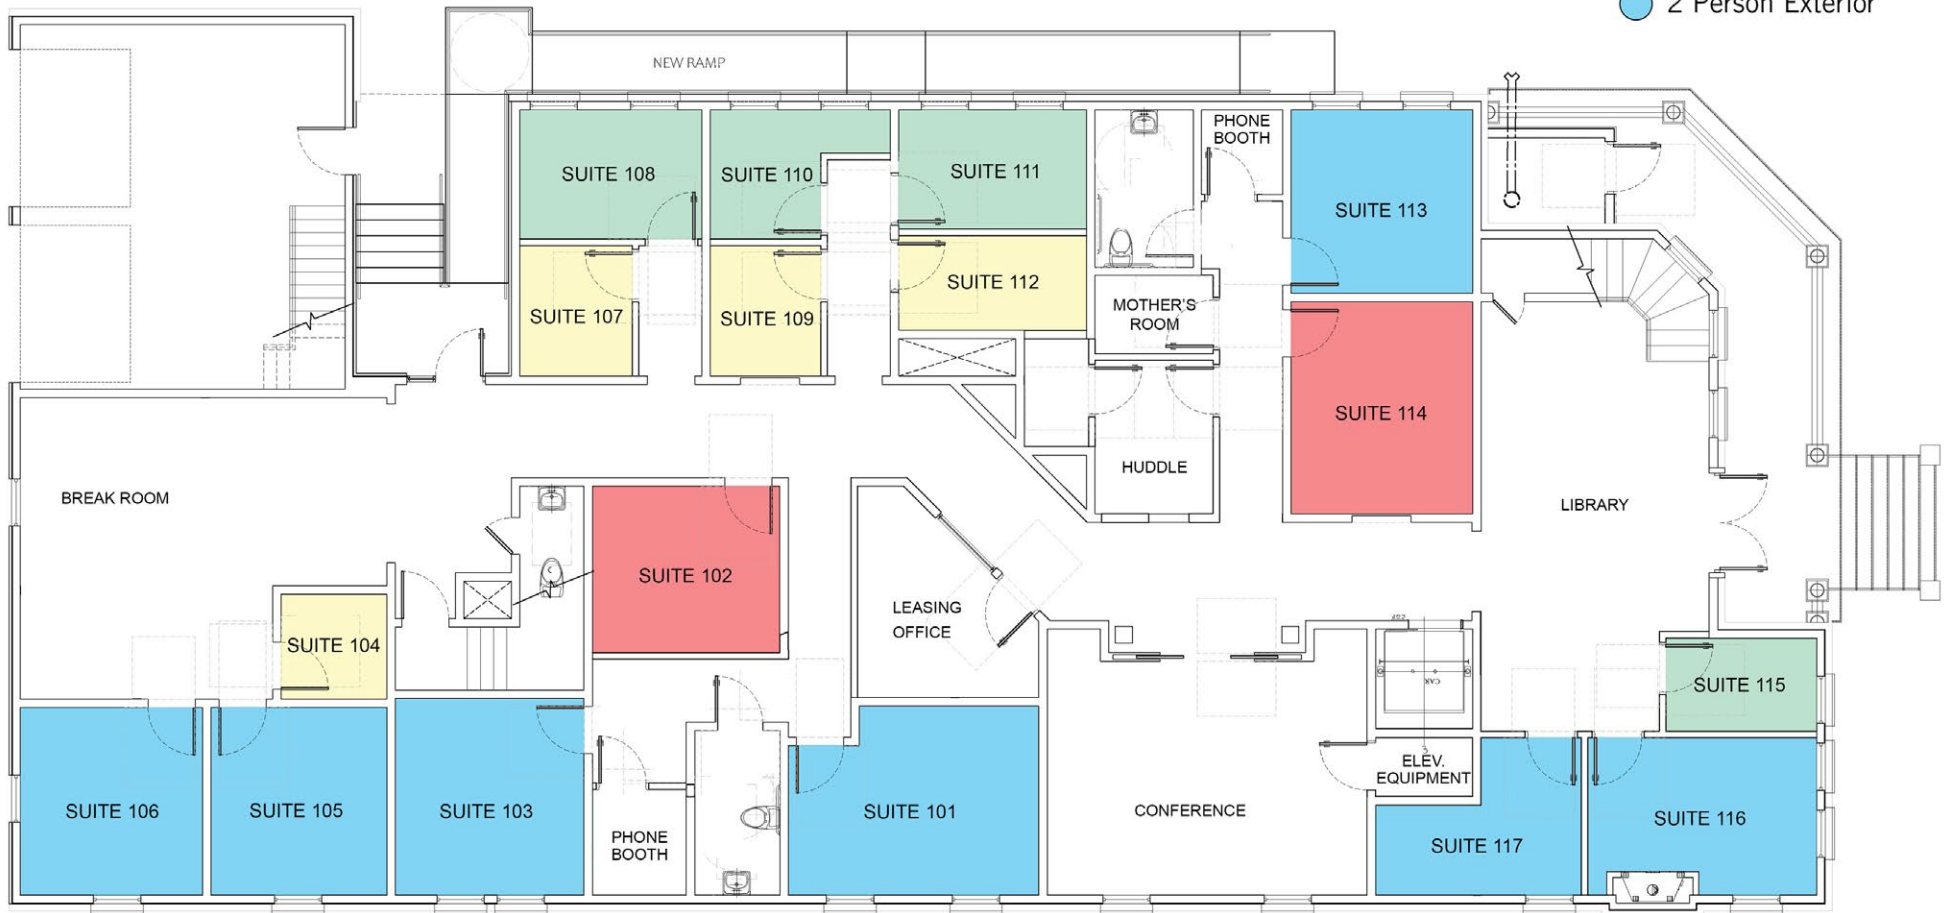 2 Person Exterior
NEW RAMP
PHONE
BOOTH
SUITE 108
SUITE 110
SUITE 111
SUITE 113
SUITE 112
SUITE 107
SUITE 109
MOTHER'S
ROOM
SUITE 114
HUDDLE
BREAK ROOM
LIBRARY
SUITE 102
LEASING
OFFICE
SUITE 104
CAR
SUITE 115
ELEV.
EQUIPMENT
SUITE 106
SUITE 105
SUITE 103
SUITE 101
CONFERENCE
SUITE 116
PHONE
BOOTH
SUITE 117